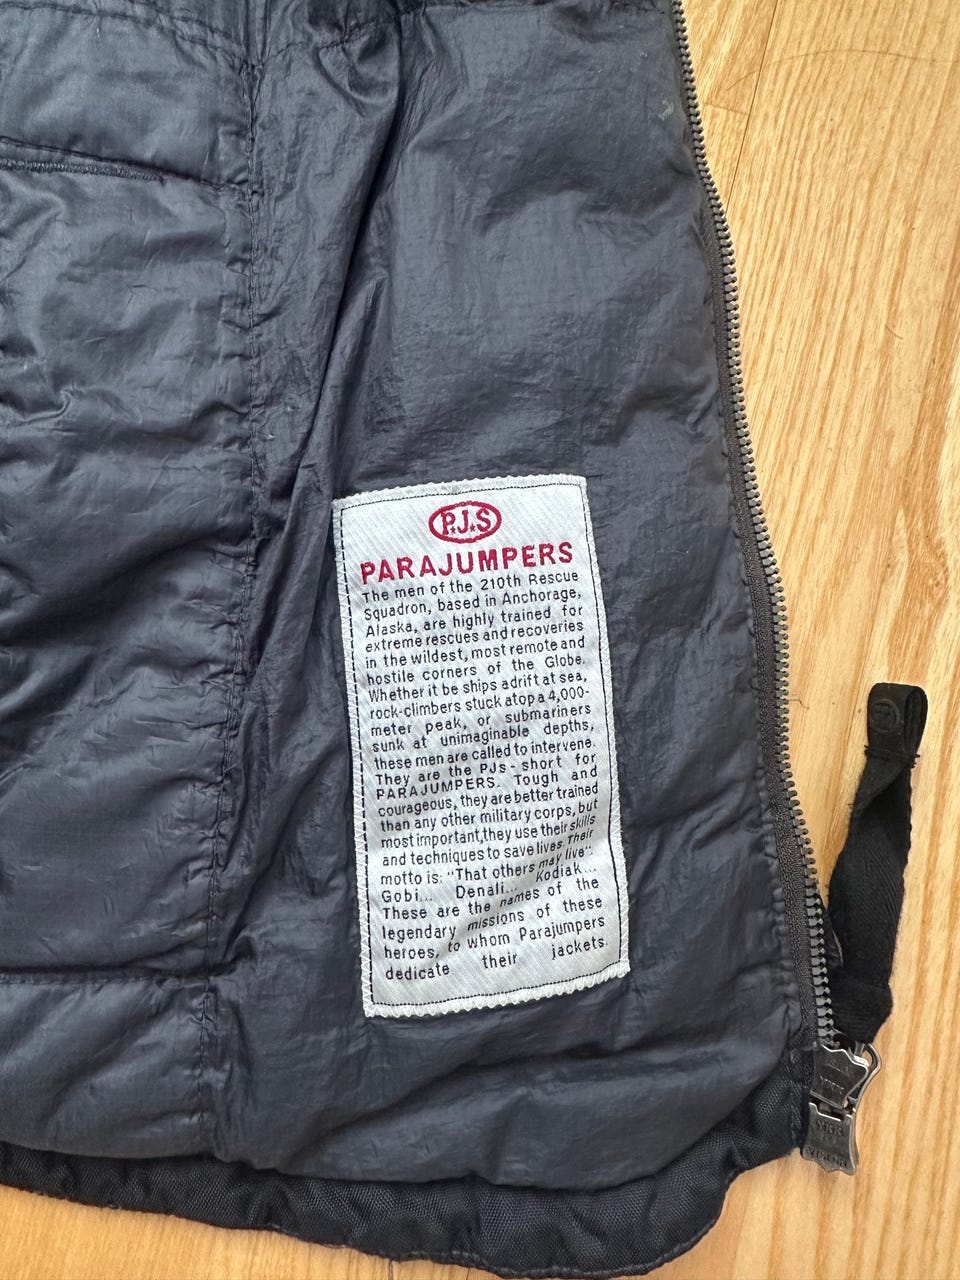 P.J.S
PARAJUMPERS
The men of the 210th Rescue
Squadron, based in Anchorage,
Alaska, are highly trained for
extreme rescues and recoveries
in the wildest, most remote and
hostile corners of the Globe.
Whether it be ships adrift at sea,
rock-climbers stuck atop a 4,000-
meter peak, or submariners
sunk at unimaginable depths,
these men are called to intervene.
They are the PJs - short for
PARAJUMPERS. Tough and
courageous, they are better trained
than any other military corps, but
most important, they use their skills
and techniques to save lives. Their
motto is: "That others may live".
Gobi... Denali... Kodiak...
These are the names of the
legendary missions of these
heroes, to whom Parajumpers
dedicate their jackets.